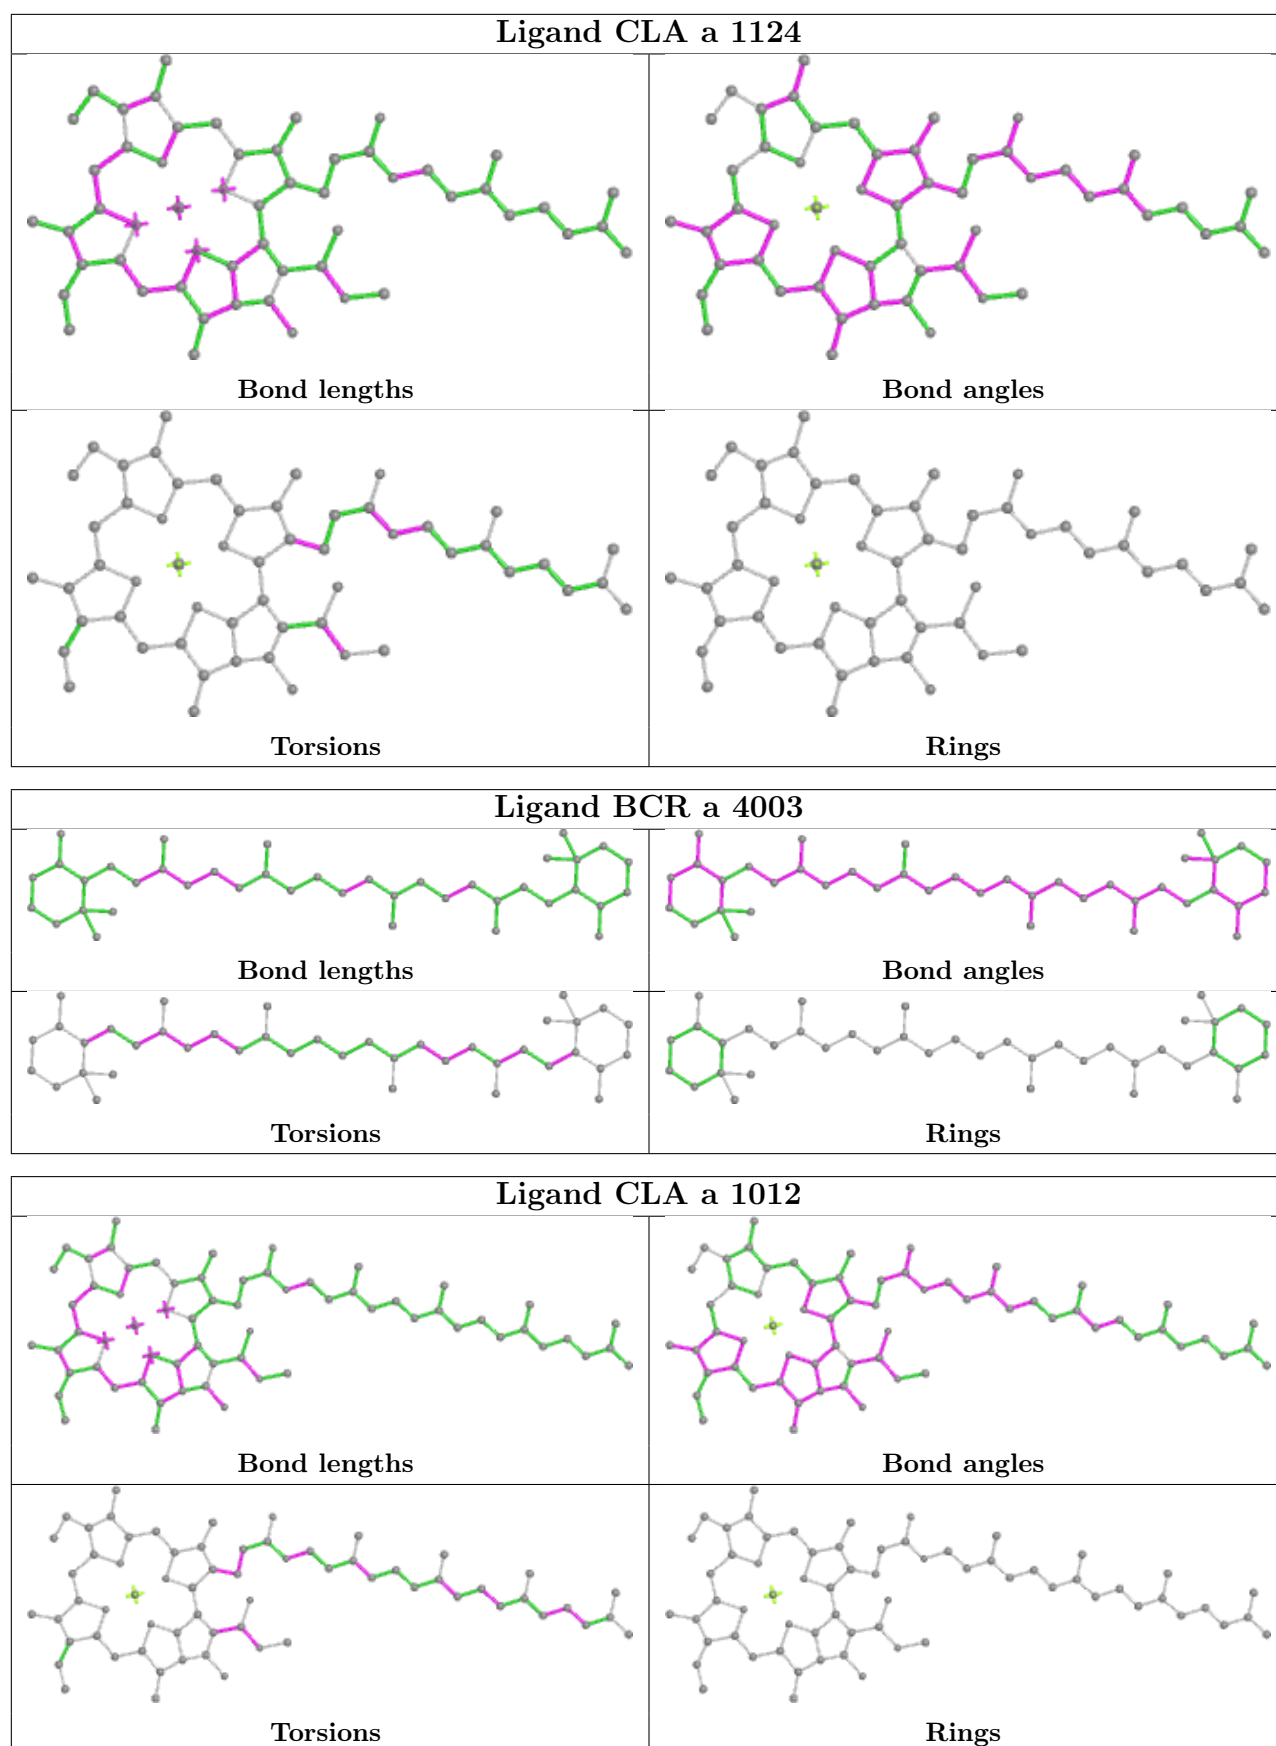 Ligand CLA a 1124
Bond lengths
Bond angles
Torsions
Rings
Ligand BCR a 4003
Bond lengths
Bond angles
Torsions
Rings
Ligand CLA a 1012
Bond lengths
Bond angles
Torsions
Rings